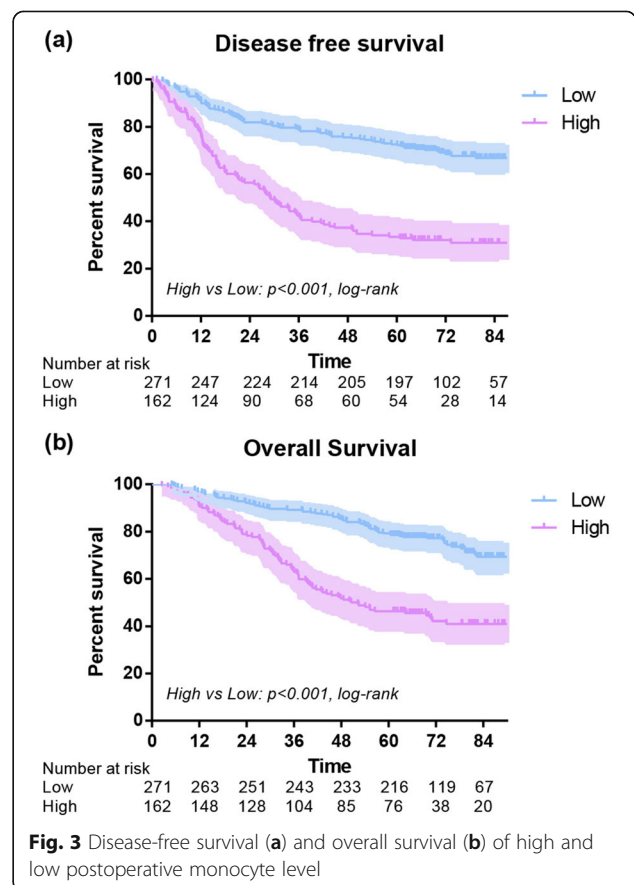 (a)
Disease free survival
100
80
60
40
20
0
Percent survival
Low
High
High vs Low: p<0.001, log-rank
0 12 24 36 48 60 72 84
Time
Number at risk
Low 271 247 224 214 205 197 102 57
High 162 124 90 68 60 54 28 14
(b)
Overall Survival
100
80
60
40
20
0
Percent survival
Low
High
High vs Low: p<0.001, log-rank
0 12 24 36 48 60 72 84
Time
Number at risk
Low 271 263 251 243 233 216 119 67
High 162 148 128 104 85 76 38 20
Fig. 3 Disease-free survival (a) and overall survival (b) of high and
low postoperative monocyte level